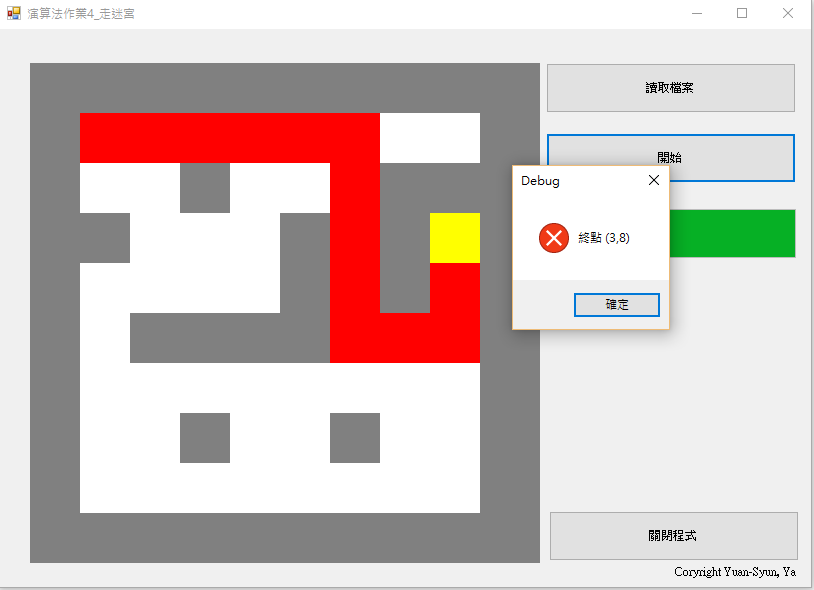 演算法作業4_走迷宮
讀取檔案
開始
Debug
終點 (3,8)
確定
關閉程式
Coryright Yuan-Syun, Ya